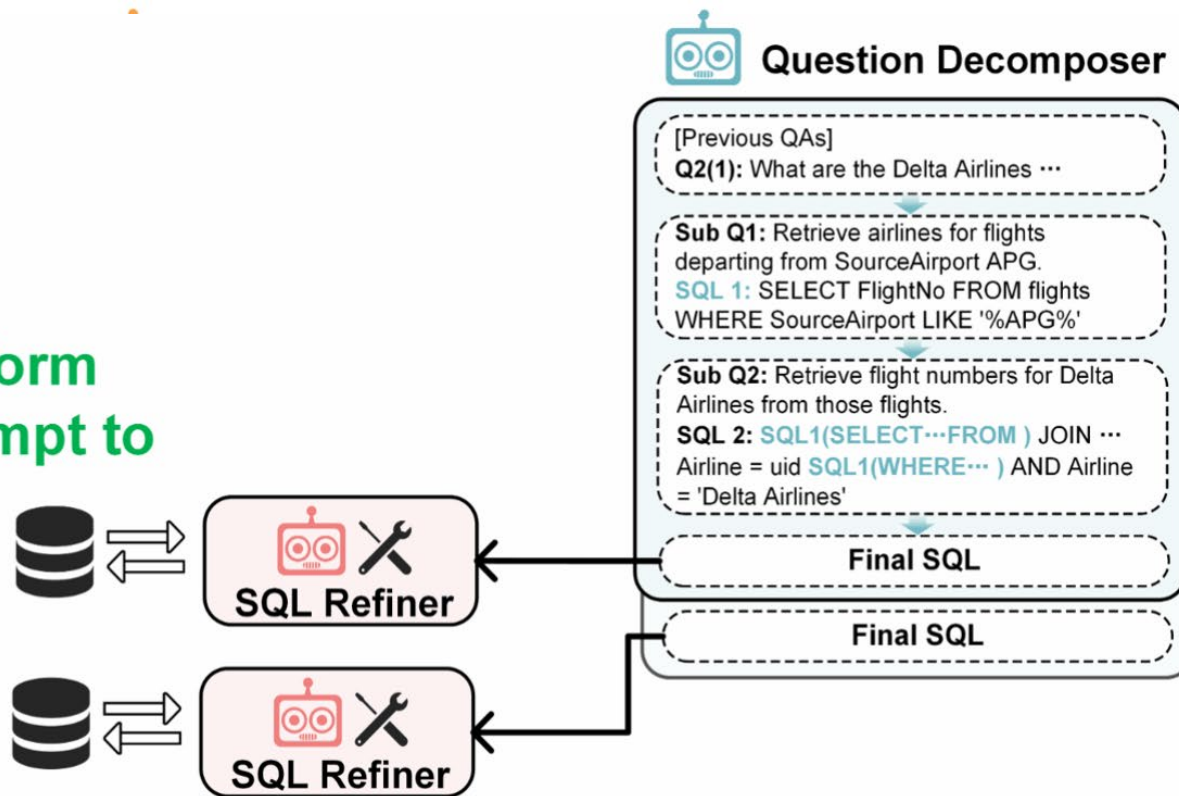 Question Decomposer
[Previous QAs]
Q2(1): What are the Delta Airlines ···
Sub Q1: Retrieve airlines for flights
departing from SourceAirport APG.
SQL 1: SELECT FlightNo FROM flights
WHERE SourceAirport LIKE '%APG%'
Sub Q2: Retrieve flight numbers for Delta
Airlines from those flights.
SQL 2: SQL1(SELECT···FROM ) JOIN ···
Airline = uid SQL1(WHERE··· ) AND Airline
= 'Delta Airlines'
Final SQL
Final SQL
orm
mpt to
SQL Refiner
SQL Refiner